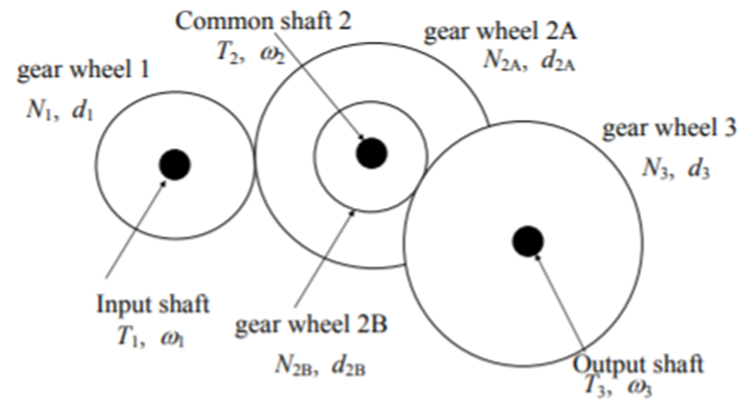 Common shaft 2
T2, ω2
gear wheel 2A
N2A, d2A
gear wheel 1
N1, d1
gear wheel 3
N3, d3
Input shaft
T1, ω1
gear wheel 2B
N2B, d2B
Output shaft
T3, ω3